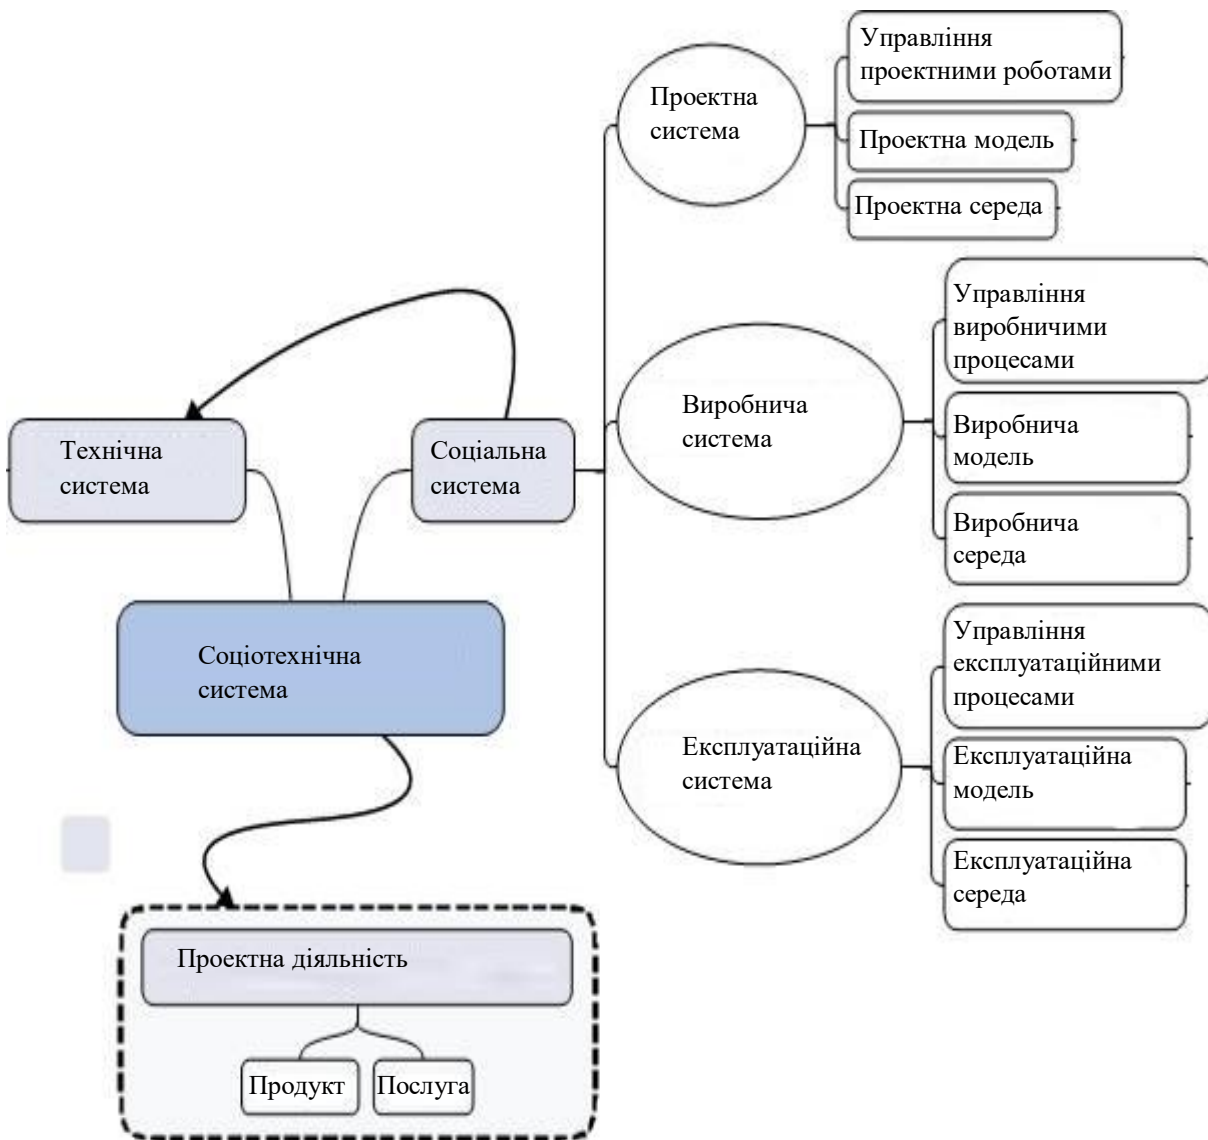 Управління
проектними роботами
Проектна
система
Проектна модель
Проектна середа
Управління
виробничими
процесами
Виробнича
система
Виробнича
модель
Виробнича
середа
Технічна
система
Соціальна
система
Соціотехнічна
система
Управління
експлуатаційними
процесами
Експлуатаційна
система
Експлуатаційна
модель
Експлуатаційна
середа
Проектна діяльність
Продукт
Послуга